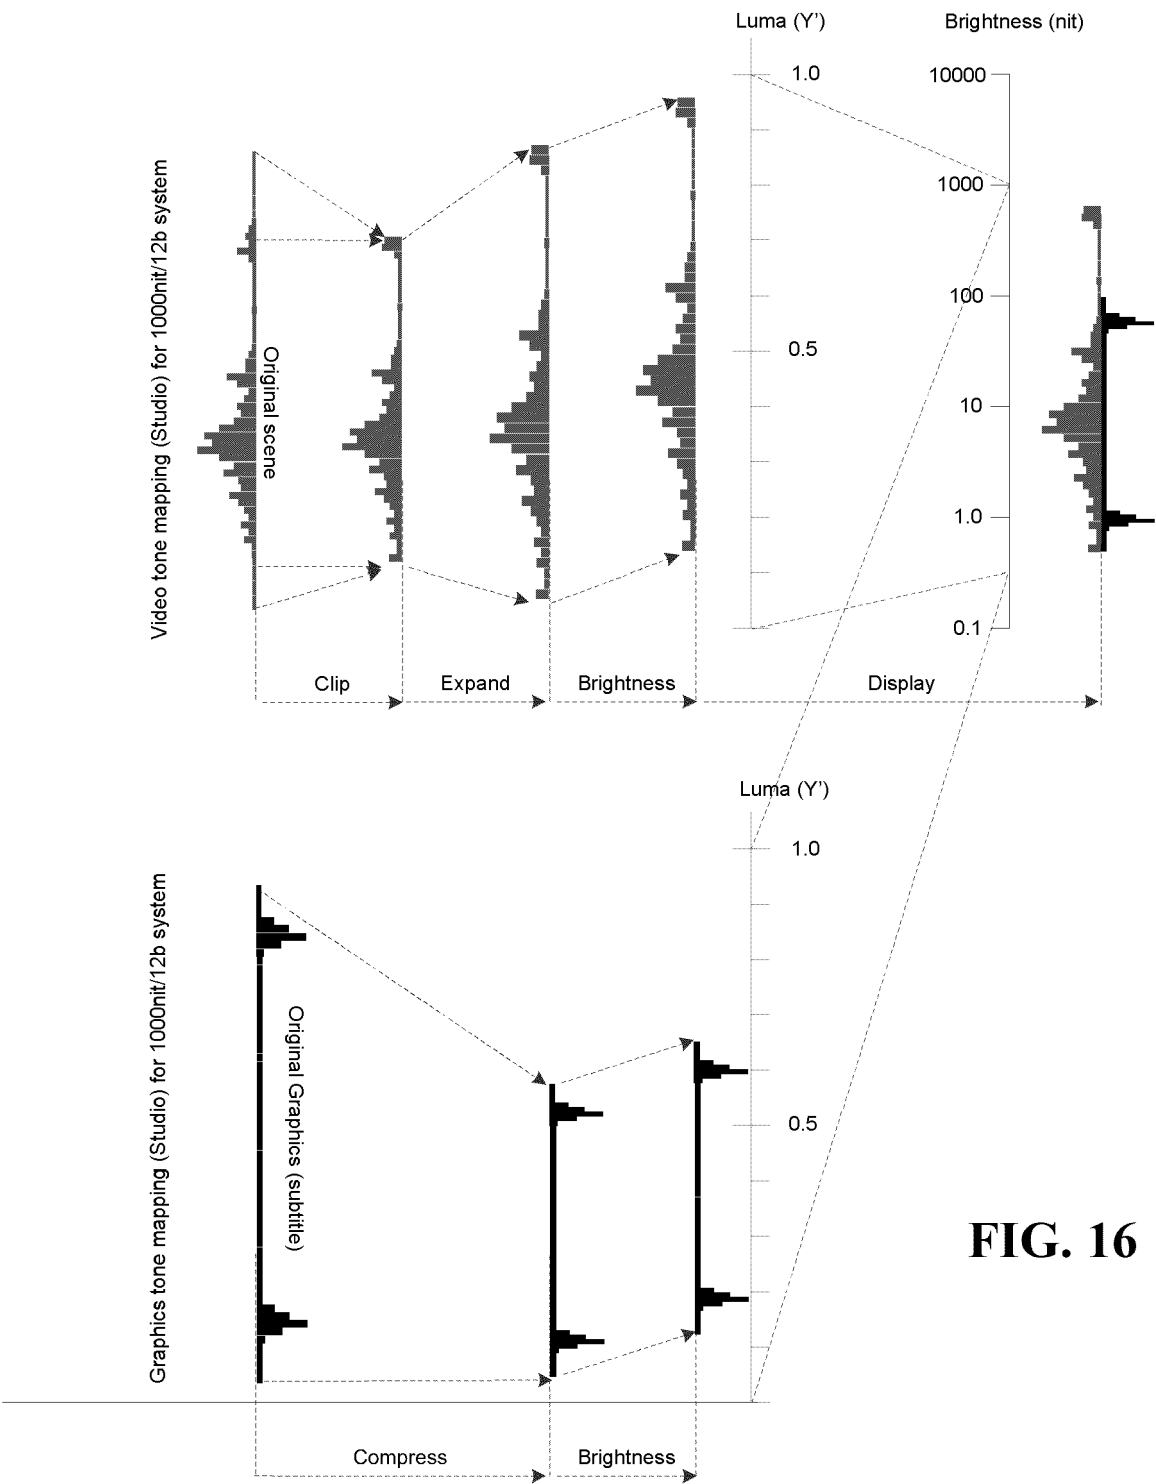 Luma (Y')
Brightness (nit)
1.0
0.5
10000
1000
100
10
1.0
0.1
Video tone mapping (Studio) for 1000nit/12b system
Original scene
Clip
Expand
Brightness
Display
Luma (Y')
1.0
0.5
Graphics tone mapping (Studio) for 1000nit/12b system
Original Graphics (subtitle)
FIG. 16
Compress
Brightness